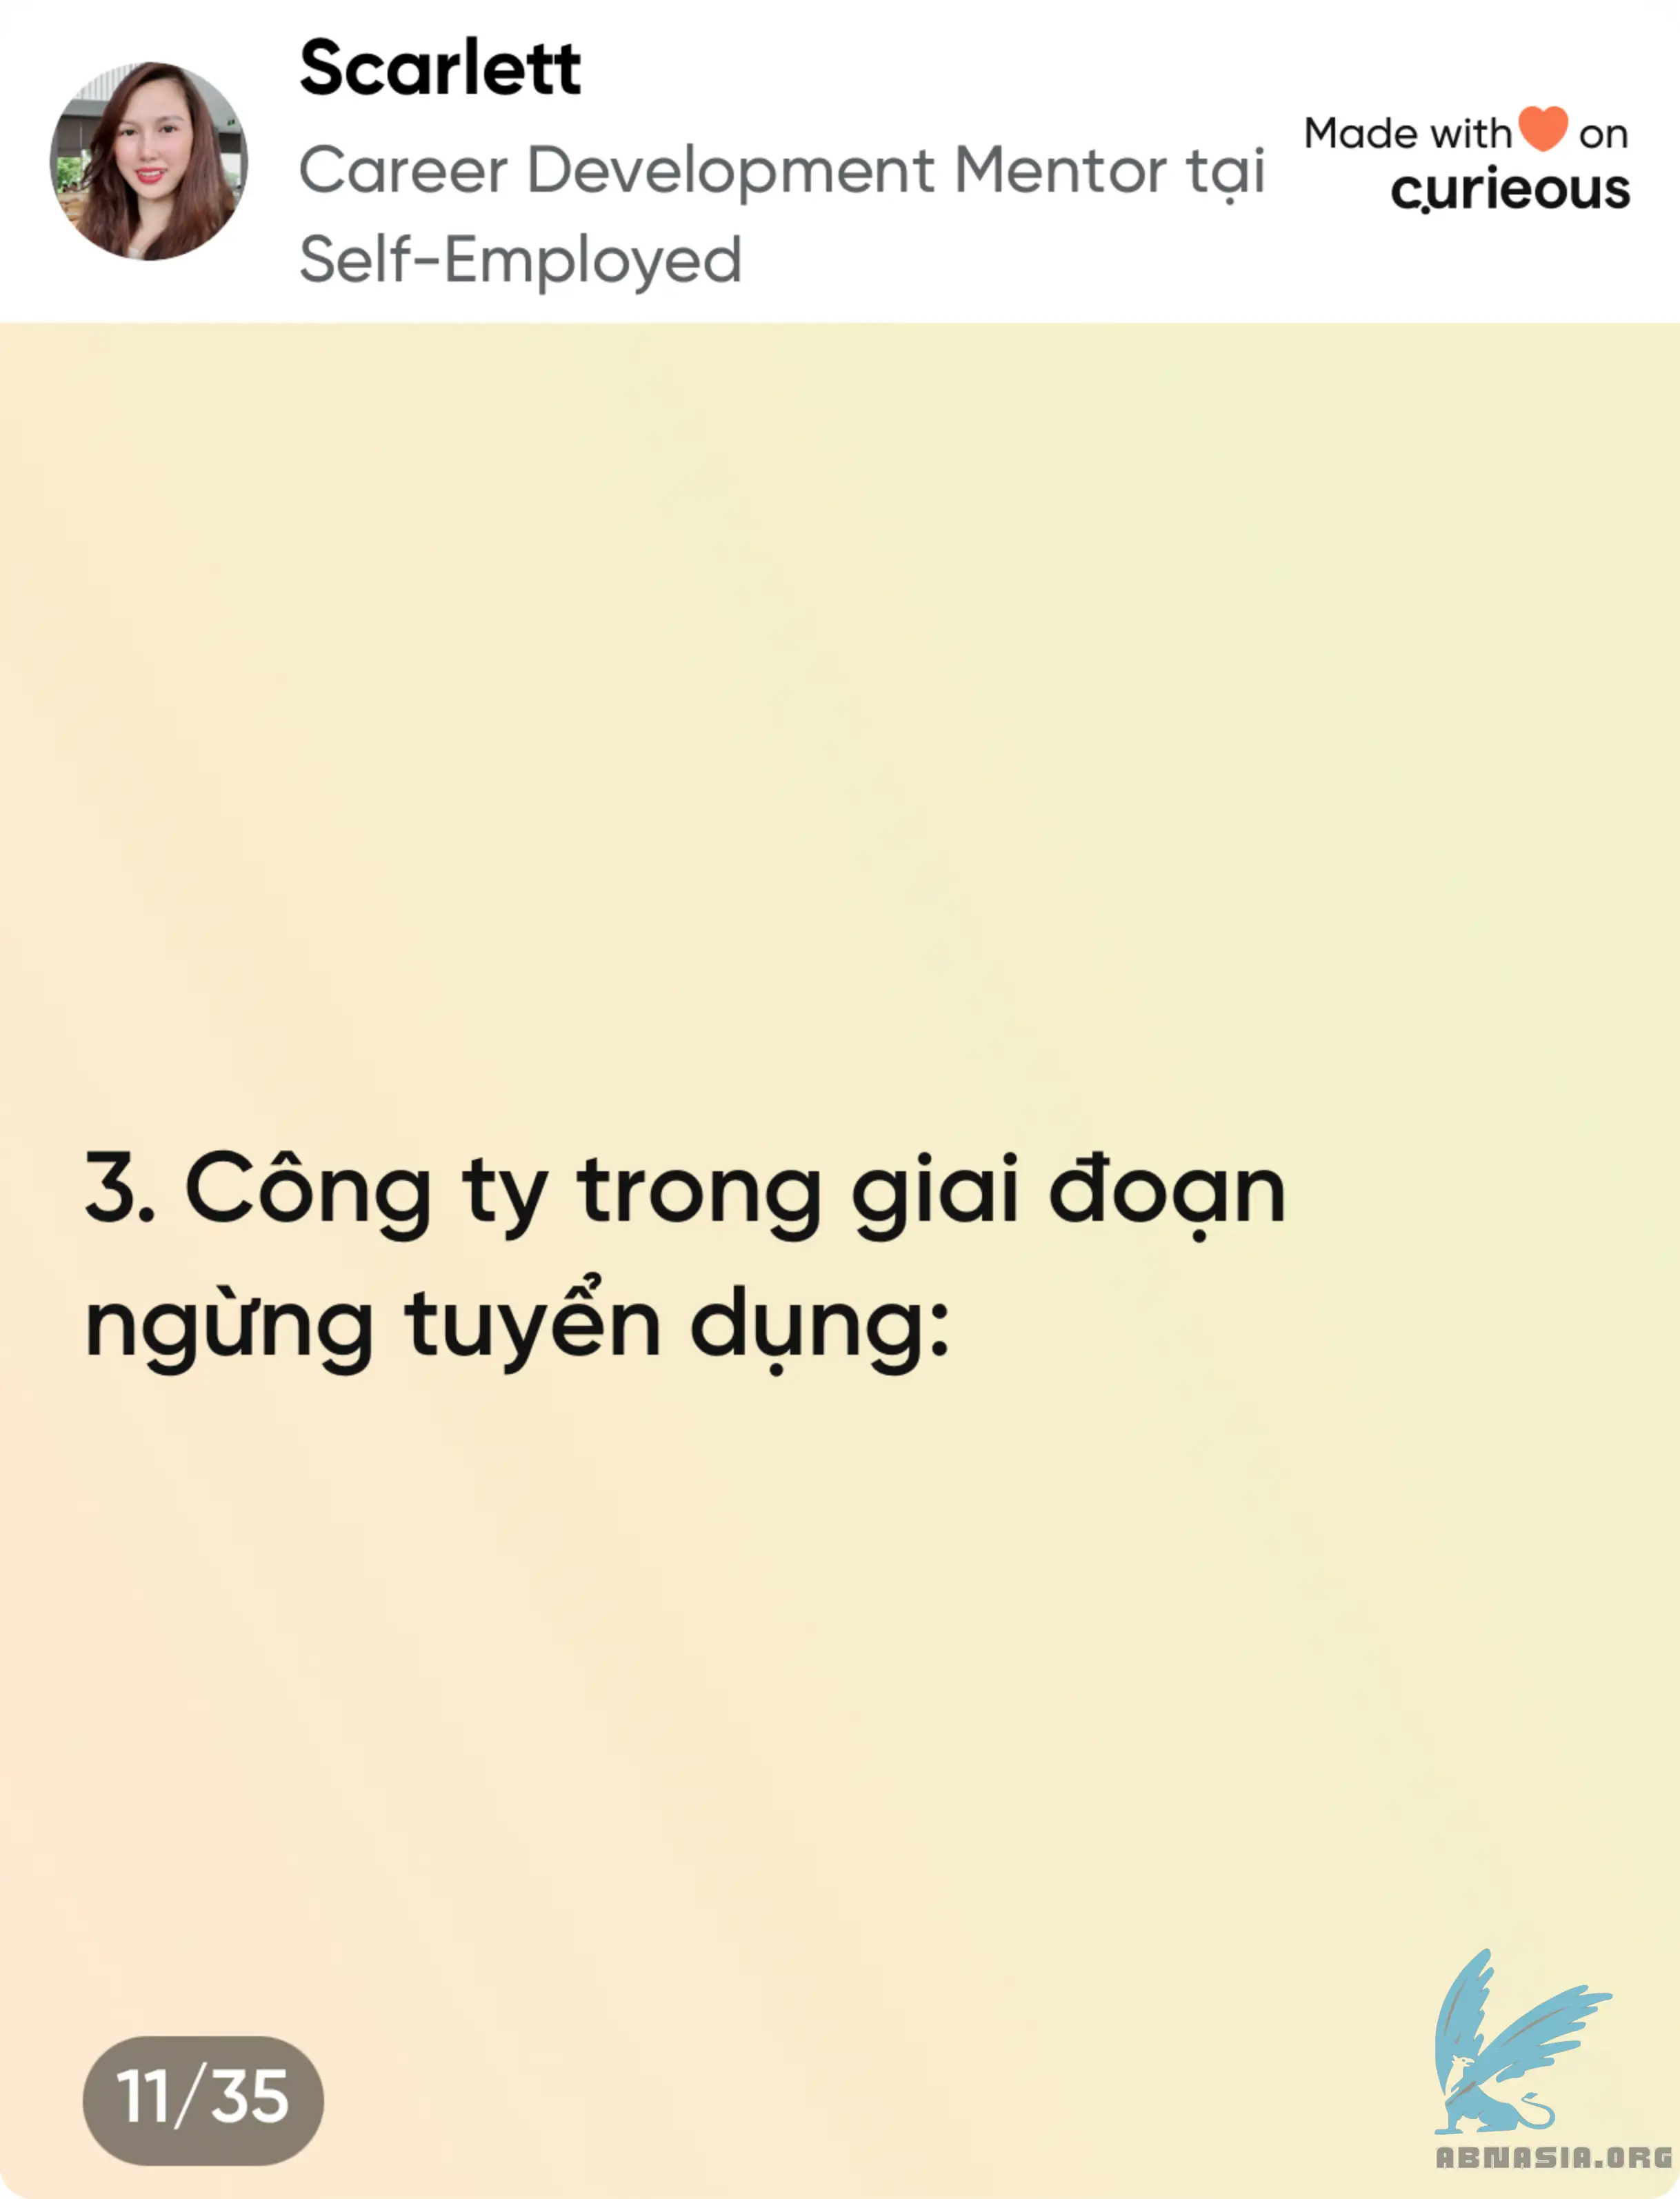 Scarlett
Career Development Mentor tại
Self-Employed
Made with on
curieous
3. Công ty trong giai đoạn
ngừng tuyển dụng:
11/35
ABNASIA.ORG